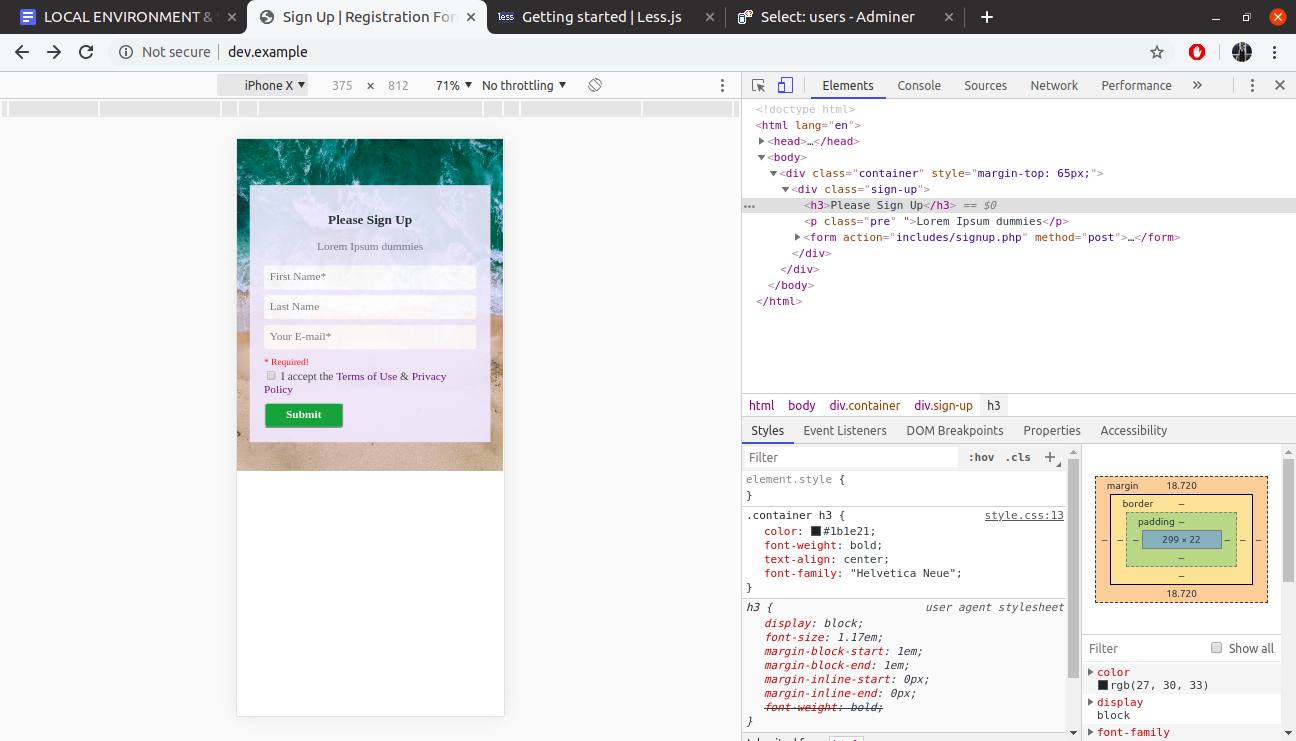 LOCAL ENVIRONMENT &
Sign Up | Registration For
Getting started | Less.js
Select: users - Adminer
Not secure
dev.example
iPhone X ▼ 375 × 812 71% ▼ No throttling ▼
Elements Console Sources Network Performance »
<!doctype html>
<html lang="en">
<head>…</head>
<body>
<div class="container" style="margin-top: 65px;">
<div class="sign-up">
<h3>Please Sign Up</h3> == $0
<p class="pre" ">Lorem Ipsum dummies</p>
<form action="includes/signup.php" method="post">…</form>
</div>
</div>
</body>
</html>
Please Sign Up
Lorem Ipsum dummies
First Name*
Last Name
Your E-mail*
* Required!
I accept the Terms of Use & Privacy
Policy
Submit
html body div.container div.sign-up h3
Styles Event Listeners DOM Breakpoints Properties Accessibility
Filter :hov .cls +
element.style {
}
.container h3 { style.css:13
color: #1b1e21;
font-weight: bold;
text-align: center;
font-family: "Helvetica Neue";
}
h3 { user agent stylesheet
display: block;
font-size: 1.17em;
margin-block-start: 1em;
margin-block-end: 1em;
margin-inline-start: 0px;
margin-inline-end: 0px;
font-weight: bold;
}
margin 18.720
border –
padding –
– – – 299 × 22 – – –
–
–
18.720
Filter Show all
color
rgb(27, 30, 33)
display
block
font-family